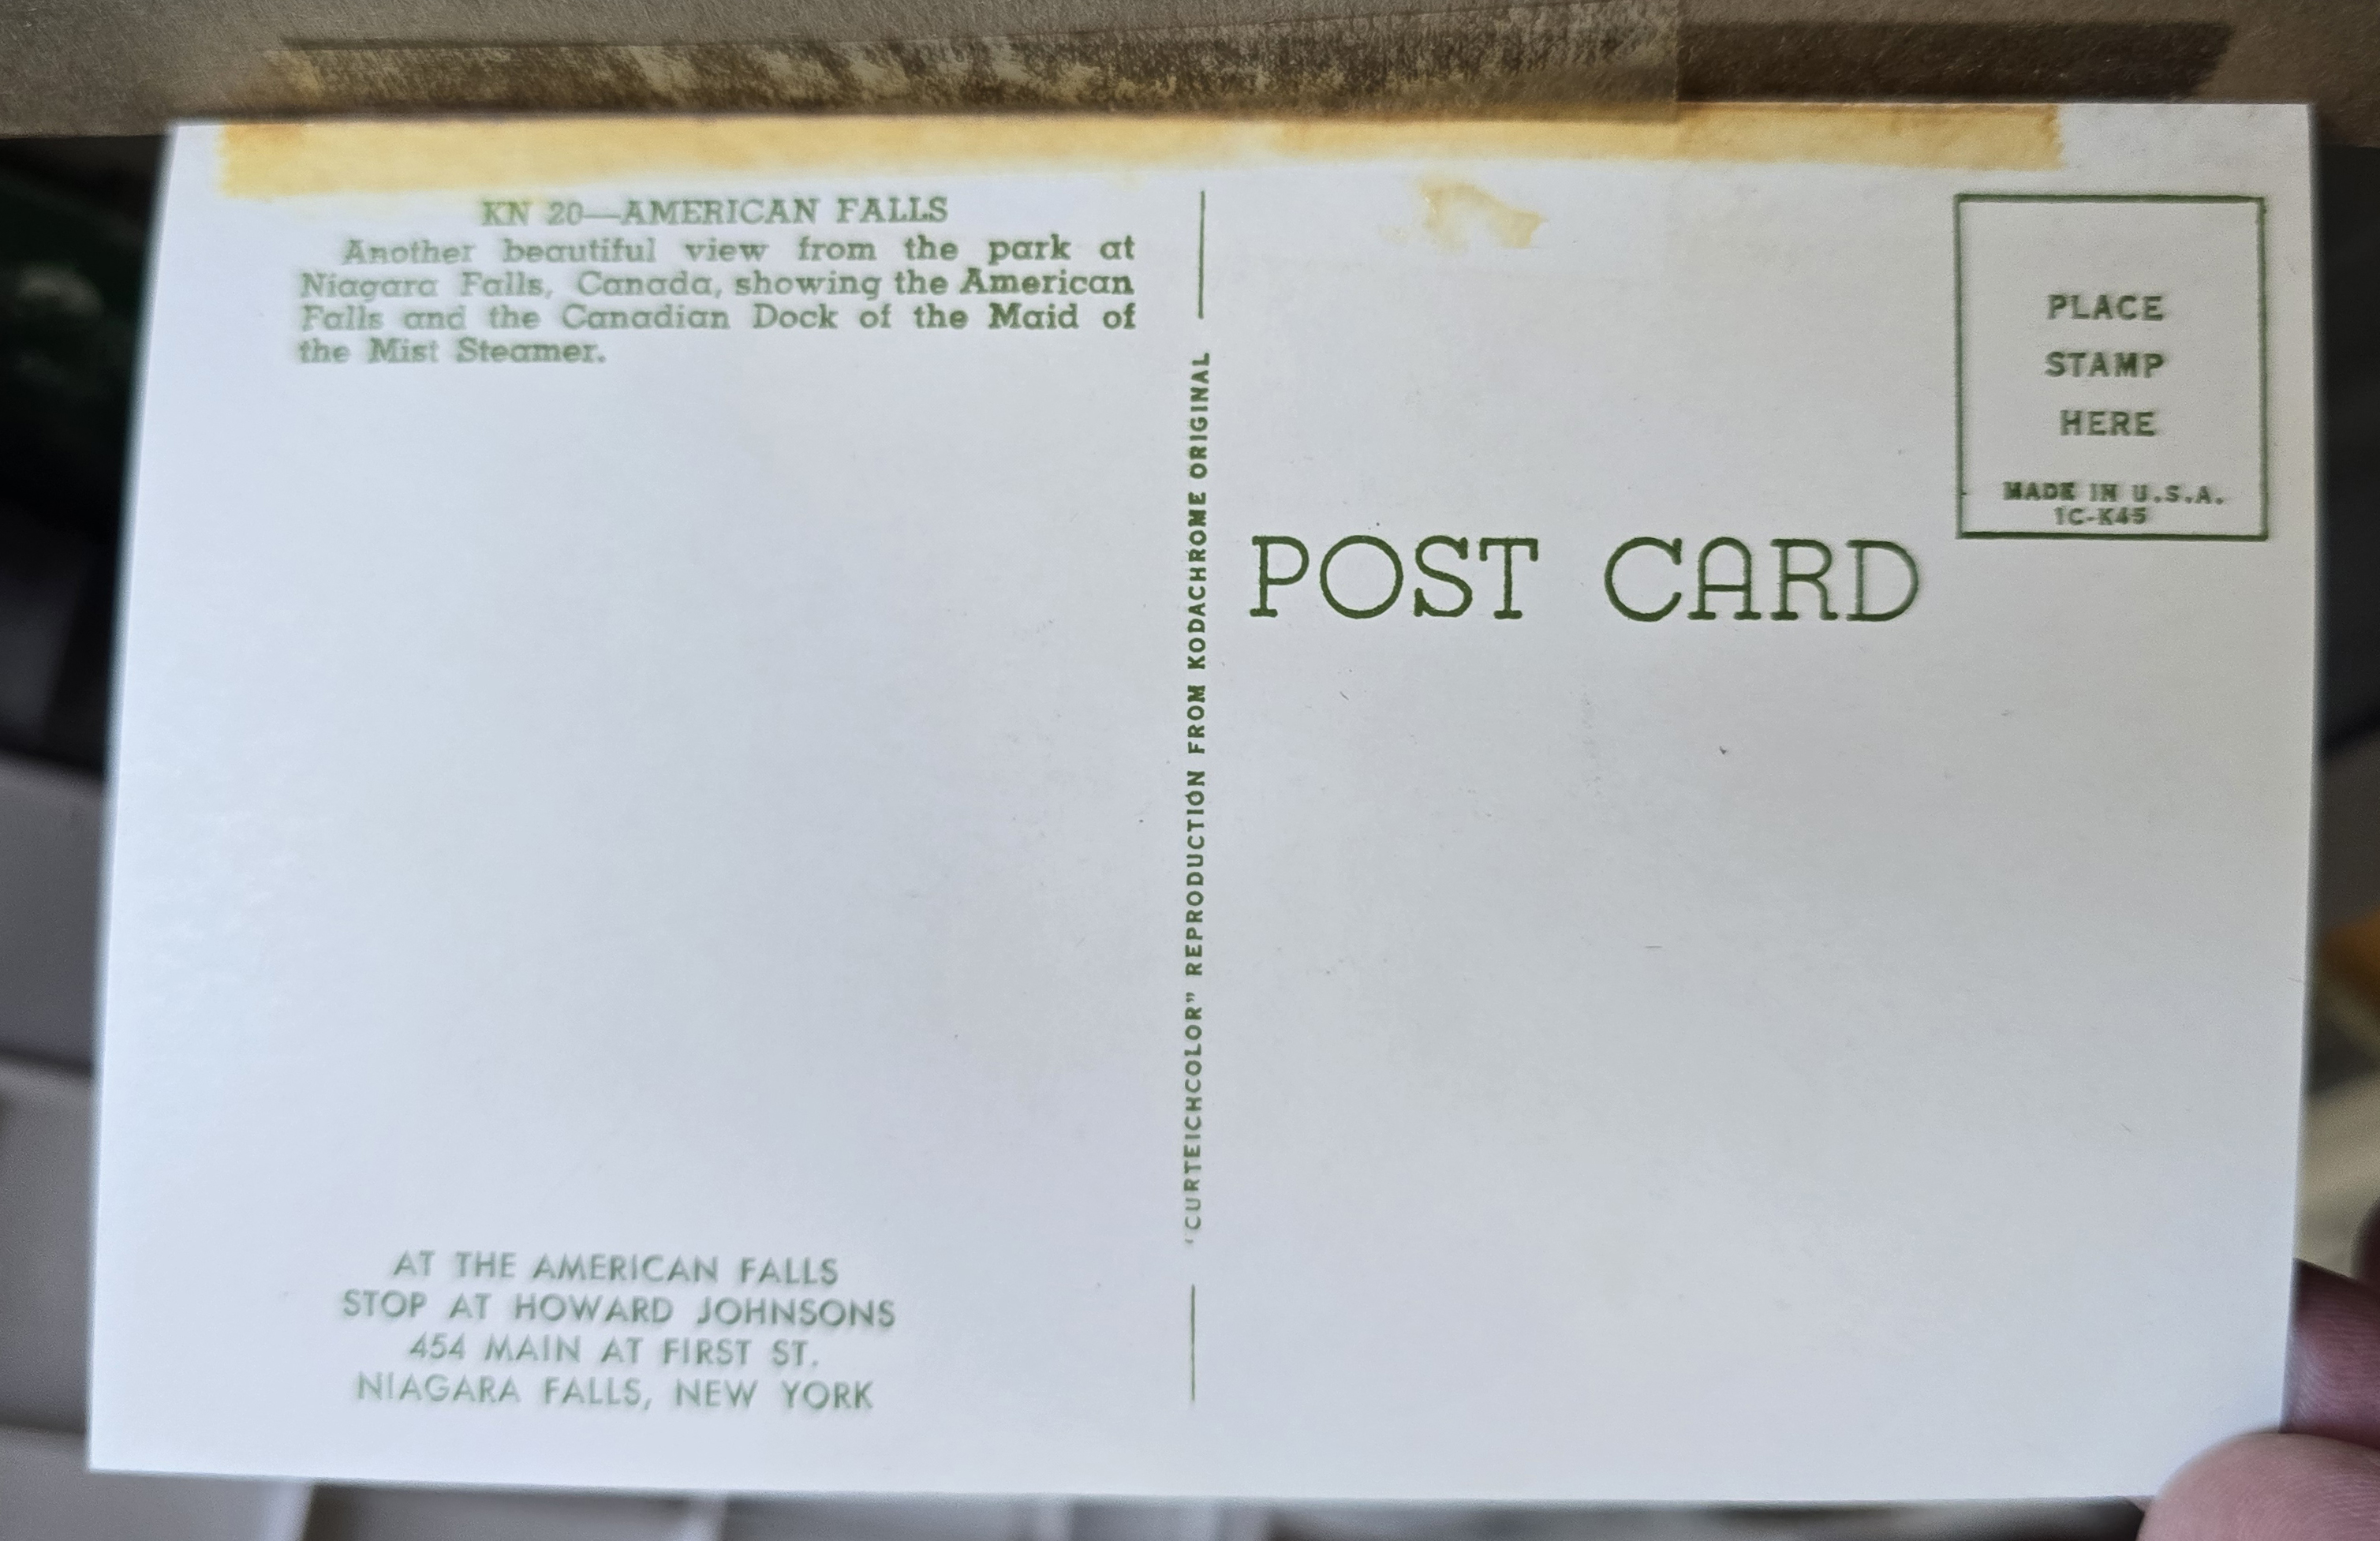 KN 20—AMERICAN FALLS
Another beautiful view from the park at
Niagara Falls, Canada, showing the American
Falls and the Canadian Dock of the Maid of
the Mist Steamer.
AT THE AMERICAN FALLS
STOP AT HOWARD JOHNSONS
454 MAIN AT FIRST ST.
NIAGARA FALLS, NEW YORK
"CURTEICHCOLOR" REPRODUCTION FROM KODACHROME ORIGINAL
POST CARD
PLACE
STAMP
HERE
MADE IN U.S.A.
1C-K45